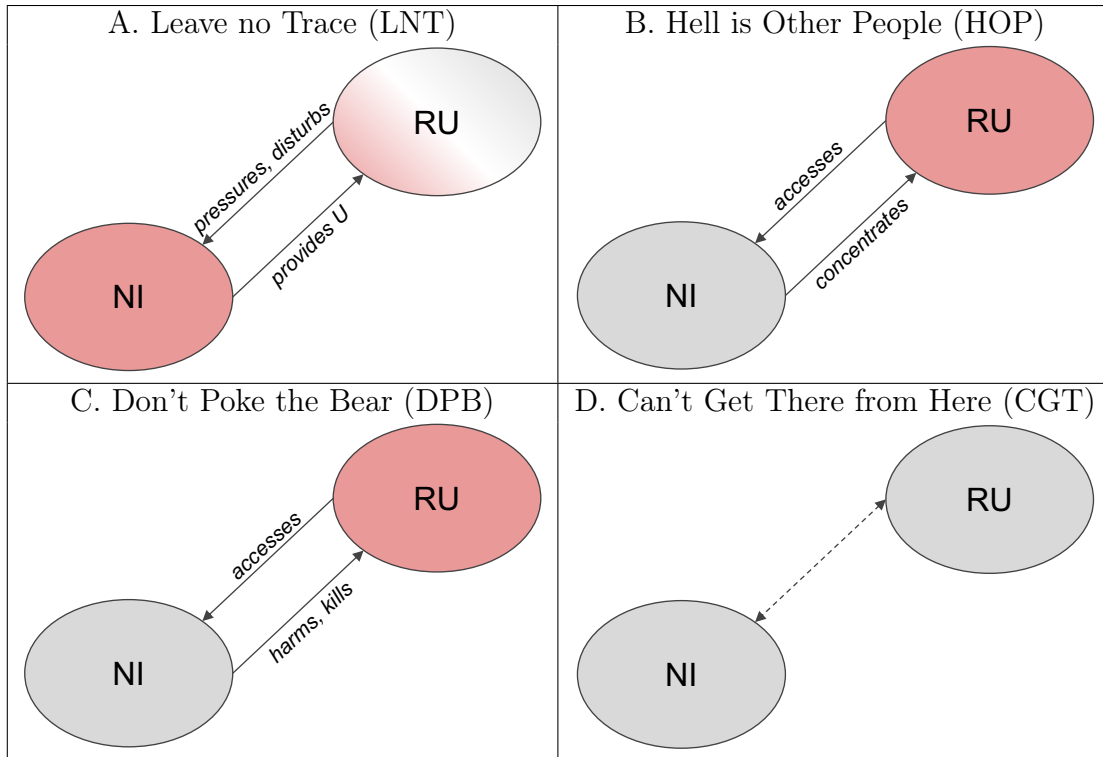 A. Leave no Trace (LNT)
RU
pressures, disturbs
provides U
NI
B. Hell is Other People (HOP)
RU
accesses
concentrates
NI
C. Don't Poke the Bear (DPB)
RU
accesses
harms, kills
NI
D. Can't Get There from Here (CGT)
RU
NI